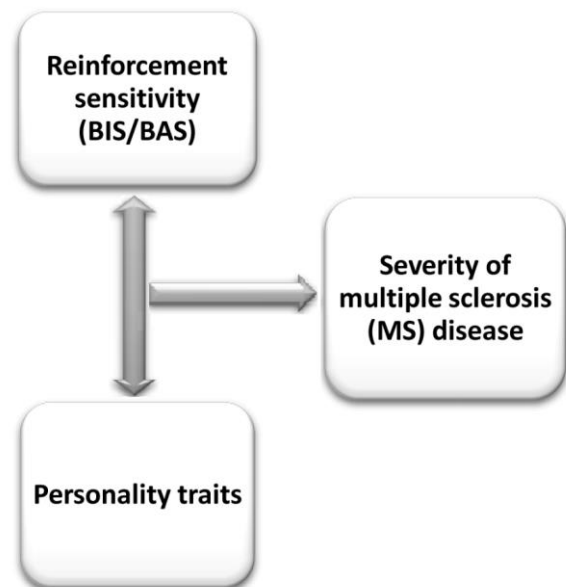 Reinforcement
sensitivity
(BIS/BAS)
Severity of
multiple sclerosis
(MS) disease
Personality traits